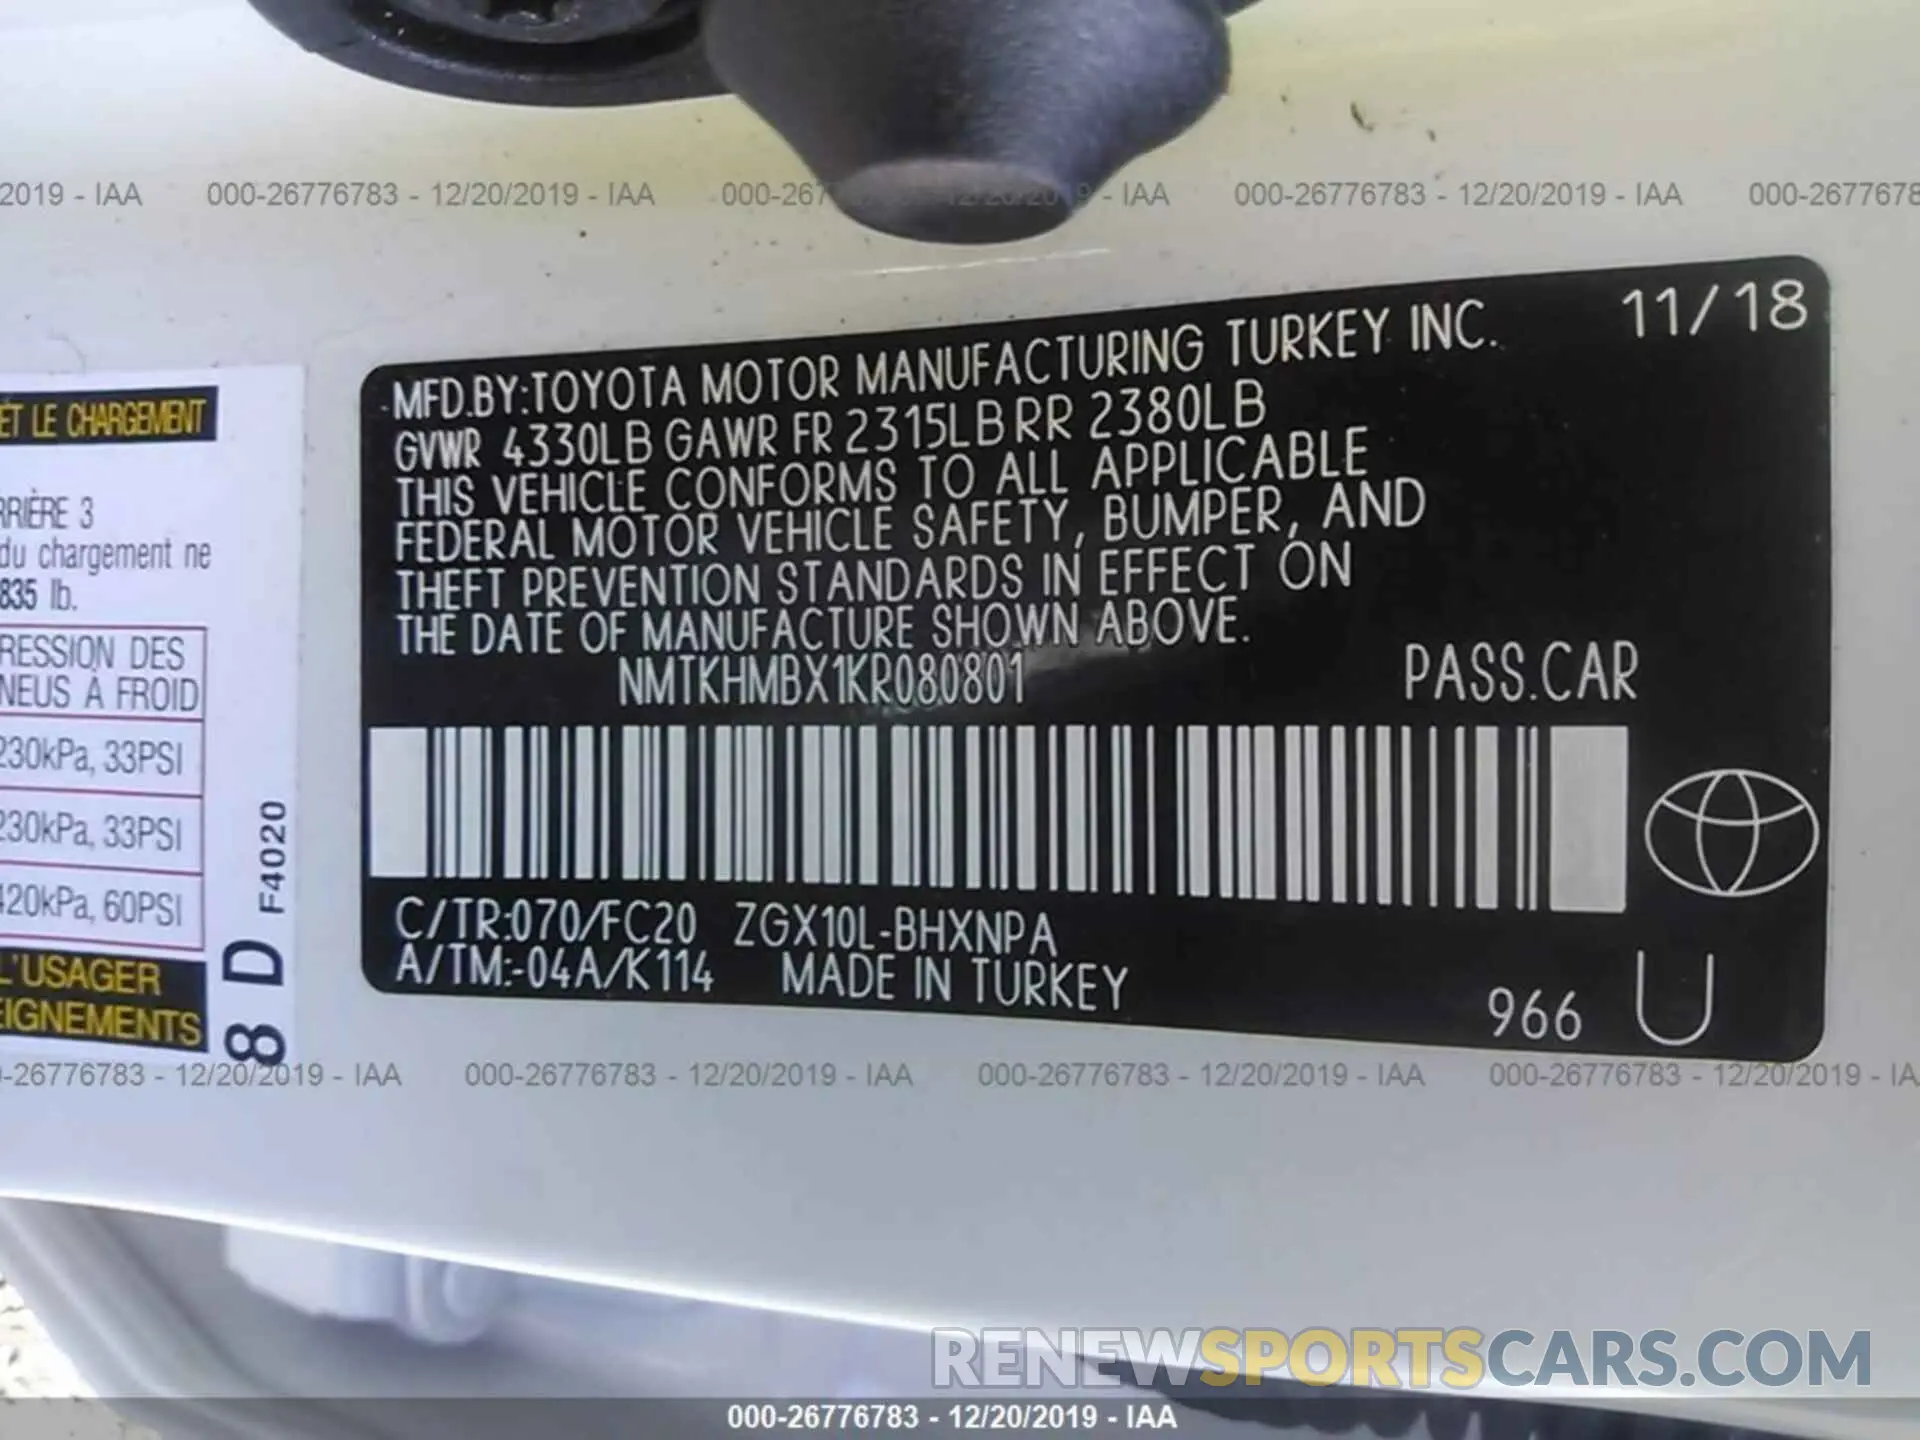 2019 - IAA 000-26776783 - 12/20/2019 - IAA 000-26776783 - 12/20/2019 - IAA 000-26776783 - 12/20/2019 - IAA 000-2677678
ÊT LE CHARGEMENT
RRIÈRE 3
du chargement ne
835 lb.
RESSION DES
NEUS À FROID
230kPa, 33PSI
230kPa, 33PSI
420kPa, 60PSI
L'USAGER
EIGNEMENTS
8 D F4020
11/18
MFD.BY:TOYOTA MOTOR MANUFACTURING TURKEY INC.
GVWR 4330LB GAWR FR 2315LB RR 2380LB
THIS VEHICLE CONFORMS TO ALL APPLICABLE
FEDERAL MOTOR VEHICLE SAFETY, BUMPER, AND
THEFT PREVENTION STANDARDS IN EFFECT ON
THE DATE OF MANUFACTURE SHOWN ABOVE.
NMTKHMBX1KR080801 PASS.CAR
C/TR:070/FC20 ZGX10L-BHXNPA
A/TM:-04A/K114 MADE IN TURKEY
966 U
-26776783 - 12/20/2019 - IAA 000-26776783 - 12/20/2019 - IAA 000-26776783 - 12/20/2019 - IAA 000-26776783 - 12/20/2019 - IA
RENEWSPORTSCARS.COM
000-26776783 - 12/20/2019 - IAA